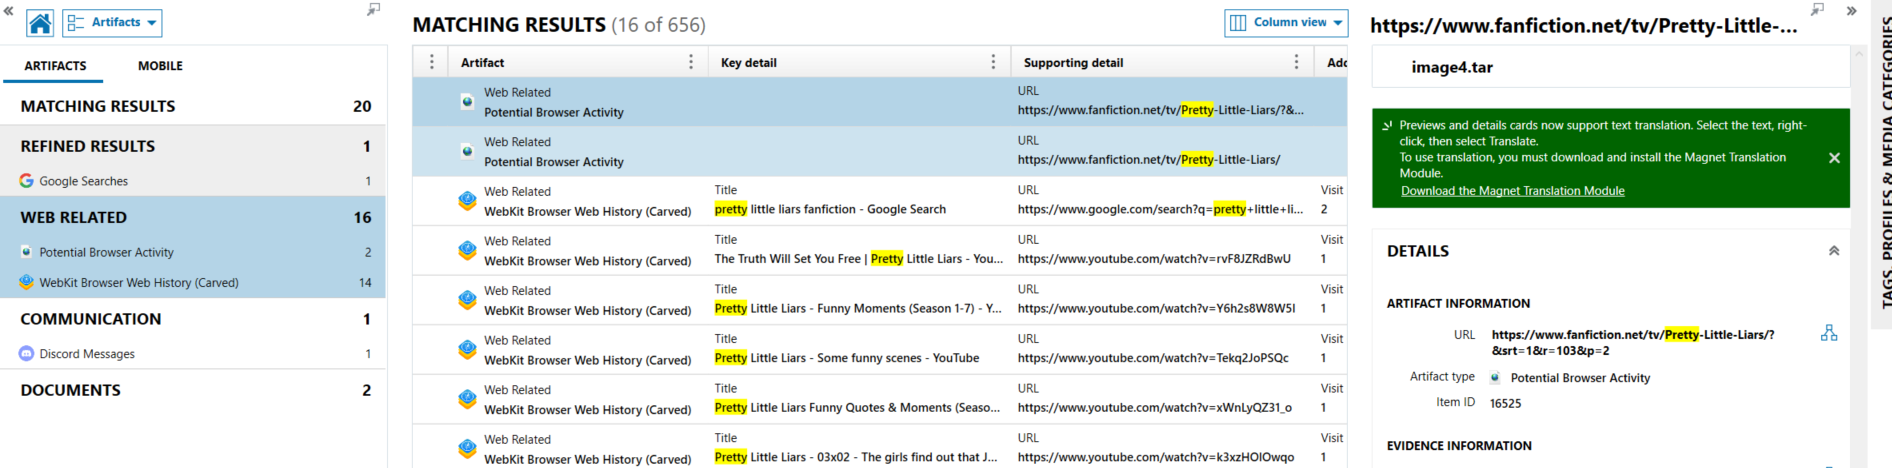 Artifacts
ARTIFACTS MOBILE
MATCHING RESULTS 20
REFINED RESULTS 1
Google Searches 1
WEB RELATED 16
Potential Browser Activity 2
WebKit Browser Web History (Carved) 14
COMMUNICATION 1
Discord Messages 1
DOCUMENTS 2
MATCHING RESULTS (16 of 656)
Column view
Artifact Key detail Supporting detail Adc
Web Related URL
Potential Browser Activity https://www.fanfiction.net/tv/Pretty-Little-Liars/?&...
Web Related URL
Potential Browser Activity https://www.fanfiction.net/tv/Pretty-Little-Liars/
Web Related Title URL Visit
WebKit Browser Web History (Carved) pretty little liars fanfiction - Google Search https://www.google.com/search?q=pretty+little+li... 2
Web Related Title URL Visit
WebKit Browser Web History (Carved) The Truth Will Set You Free | Pretty Little Liars - You... https://www.youtube.com/watch?v=rvF8JZRdBwU 1
Web Related Title URL Visit
WebKit Browser Web History (Carved) Pretty Little Liars - Funny Moments (Season 1-7) - Y... https://www.youtube.com/watch?v=Y6h2s8W8W5I 1
Web Related Title URL Visit
WebKit Browser Web History (Carved) Pretty Little Liars - Some funny scenes - YouTube https://www.youtube.com/watch?v=Tekq2JoPSQc 1
Web Related Title URL Visit
WebKit Browser Web History (Carved) Pretty Little Liars Funny Quotes & Moments (Seaso... https://www.youtube.com/watch?v=xWnLyQZ31_o 1
Web Related Title URL Visit
WebKit Browser Web History (Carved) Pretty Little Liars - 03x02 - The girls find out that J... https://www.youtube.com/watch?v=k3xzHOlOwqo 1
https://www.fanfiction.net/tv/Pretty-Little-...
image4.tar
Previews and details cards now support text translation. Select the text, right-
click, then select Translate.
To use translation, you must download and install the Magnet Translation
Module.
Download the Magnet Translation Module
DETAILS
ARTIFACT INFORMATION
URL https://www.fanfiction.net/tv/Pretty-Little-Liars/?
&srt=1&r=103&p=2
Artifact type Potential Browser Activity
Item ID 16525
EVIDENCE INFORMATION
TAGS, PROFILES & MEDIA CATEGORIES